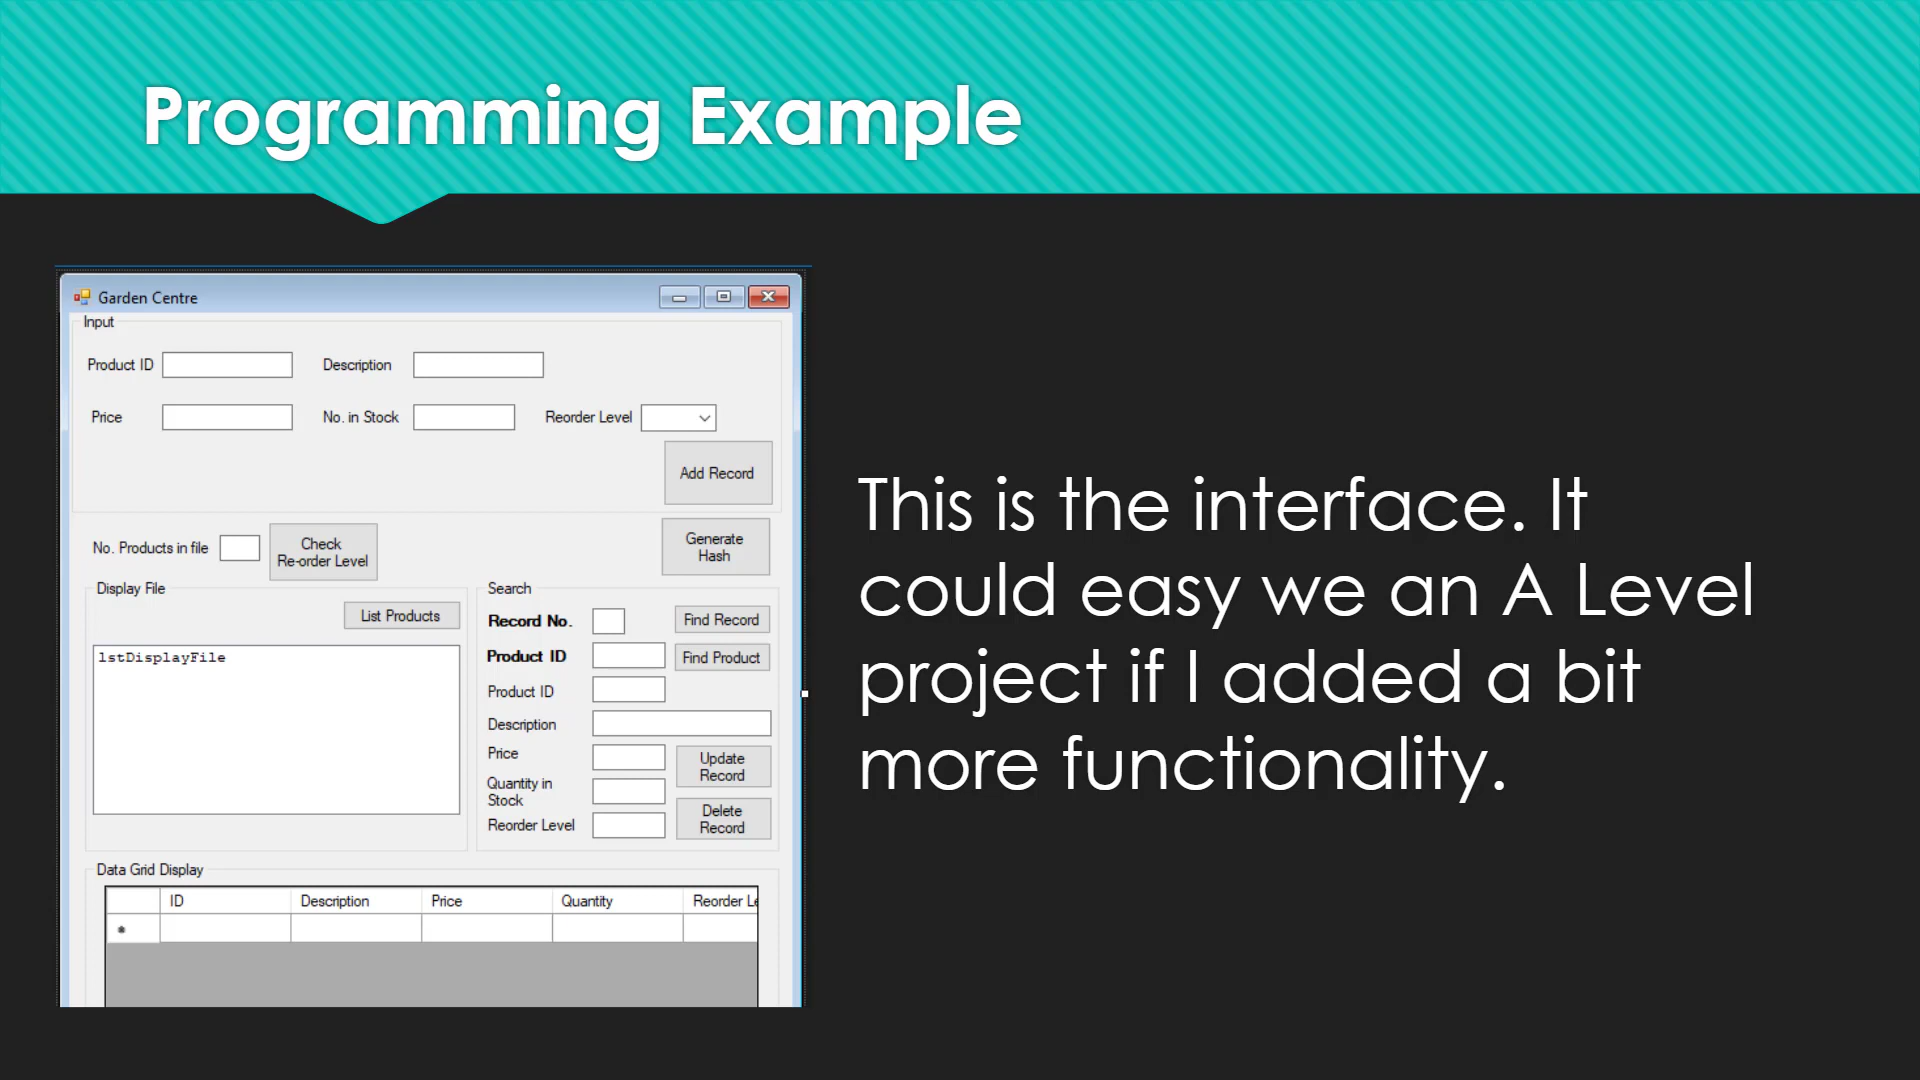 Programming Example
Garden Centre
Input
Product ID
Description
Price
No. in Stock
Reorder Level
Add Record
No. Products in file
Check
Re-order Level
Generate
Hash
Display File
List Products
lstDisplayFile
Search
Record No.
Find Record
Product ID
Find Product
Product ID
Description
Price
Update
Record
Quantity in
Stock
Delete
Record
Reorder Level
Data Grid Display
ID Description Price Quantity Reorder Le
This is the interface. It
could easy we an A Level
project if I added a bit
more functionality.